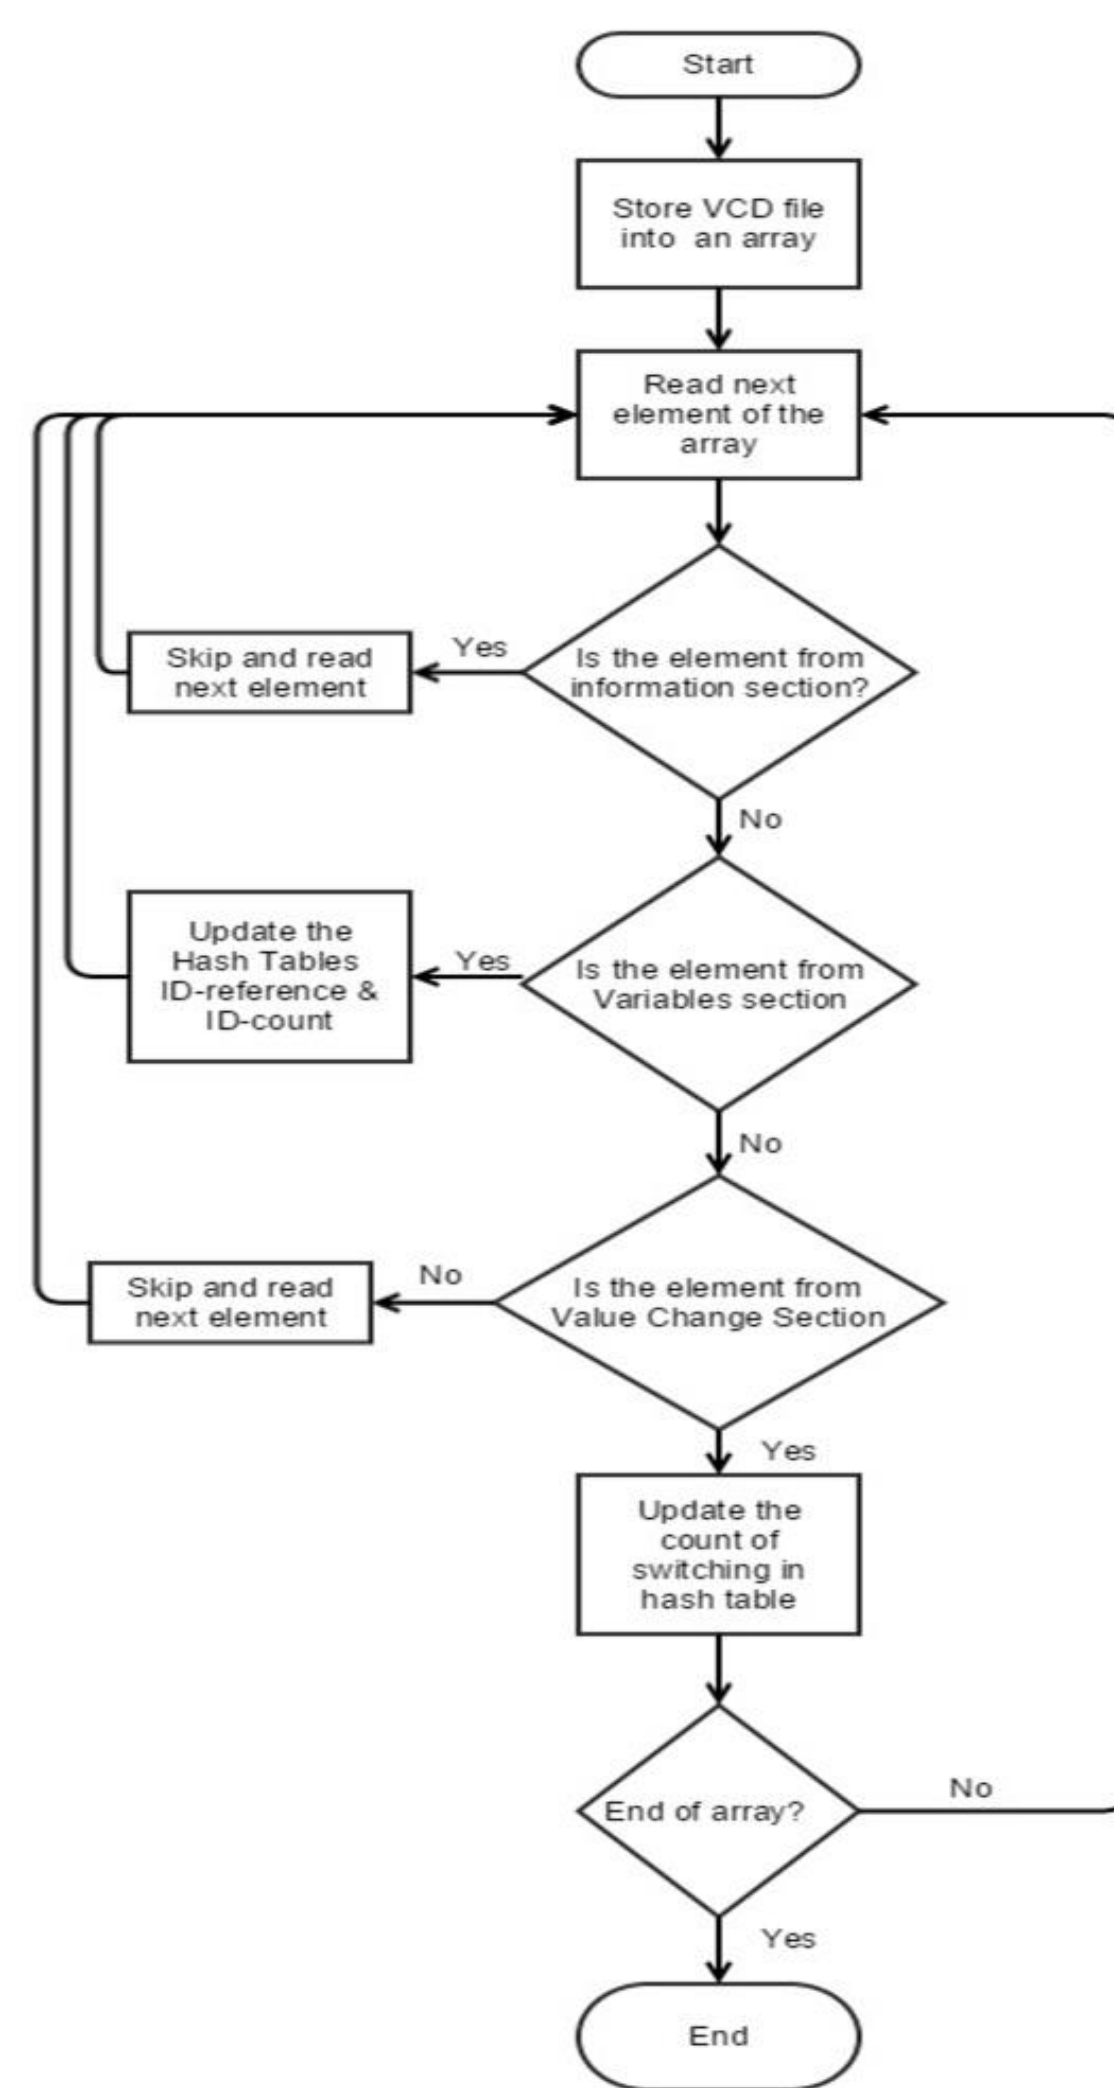 Start
Store VCD file
into an array
Read next
element of the
array
Is the element from
information section?
Yes
Skip and read
next element
No
Is the element from
Variables section
Yes
Update the
Hash Tables
ID-reference &
ID-count
No
Is the element from
Value Change Section
No
Skip and read
next element
Yes
Update the
count of
switching in
hash table
End of array?
No
Yes
End